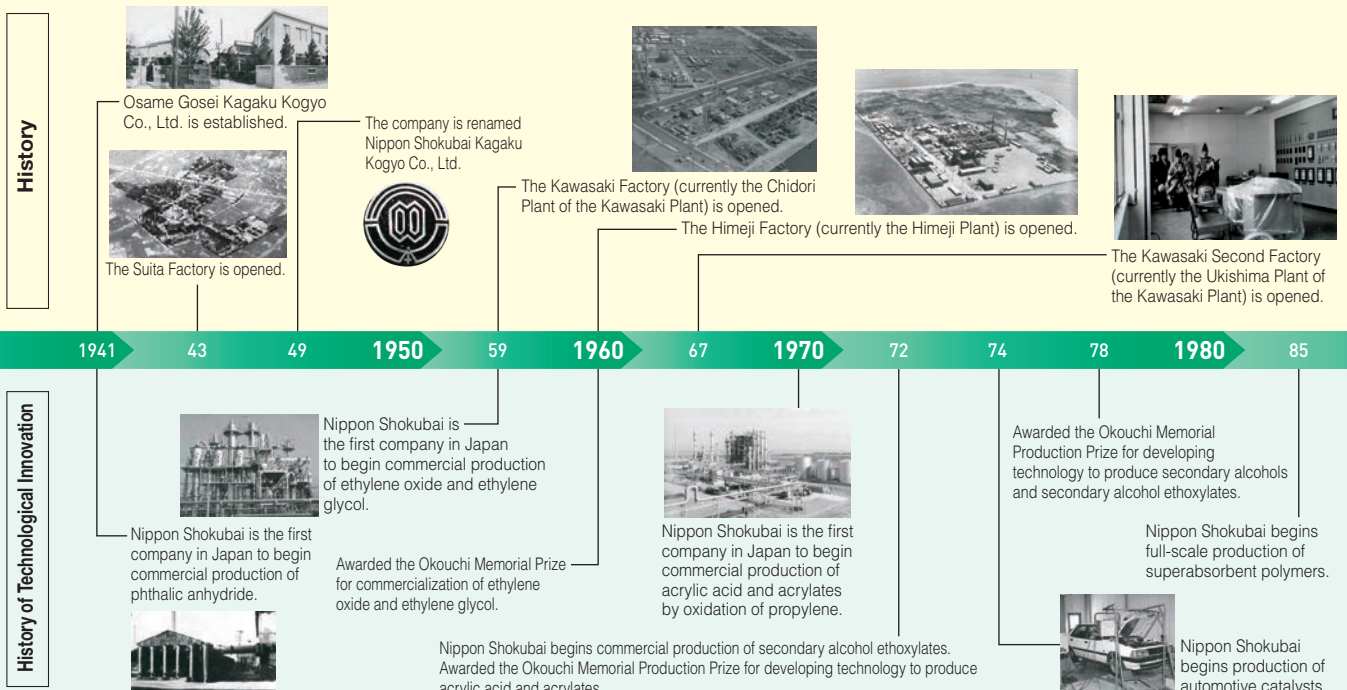 History
Osame Gosei Kagaku Kogyo
Co., Ltd. is established.
The Suita Factory is opened.
The company is renamed
Nippon Shokubai Kagaku
Kogyo Co., Ltd.
The Kawasaki Factory (currently the Chidori
Plant of the Kawasaki Plant) is opened.
The Himeji Factory (currently the Himeji Plant) is opened.
The Kawasaki Second Factory
(currently the Ukishima Plant of
the Kawasaki Plant) is opened.
1941 43 49 1950 59 1960 67 1970 72 74 78 1980 85
History of Technological Innovation
Nippon Shokubai is the first
company in Japan to begin
commercial production of
phthalic anhydride.
Nippon Shokubai is
the first company in Japan
to begin commercial production
of ethylene oxide and ethylene
glycol.
Awarded the Okouchi Memorial Prize
for commercialization of ethylene
oxide and ethylene glycol.
Nippon Shokubai is the first
company in Japan to begin
commercial production of
acrylic acid and acrylates
by oxidation of propylene.
Nippon Shokubai begins commercial production of secondary alcohol ethoxylates.
Awarded the Okouchi Memorial Production Prize for developing technology to produce
acrylic acid and acrylates.
Nippon Shokubai
begins production of
automotive catalysts.
Awarded the Okouchi Memorial
Production Prize for developing
technology to produce secondary alcohols
and secondary alcohol ethoxylates.
Nippon Shokubai begins
full-scale production of
superabsorbent polymers.